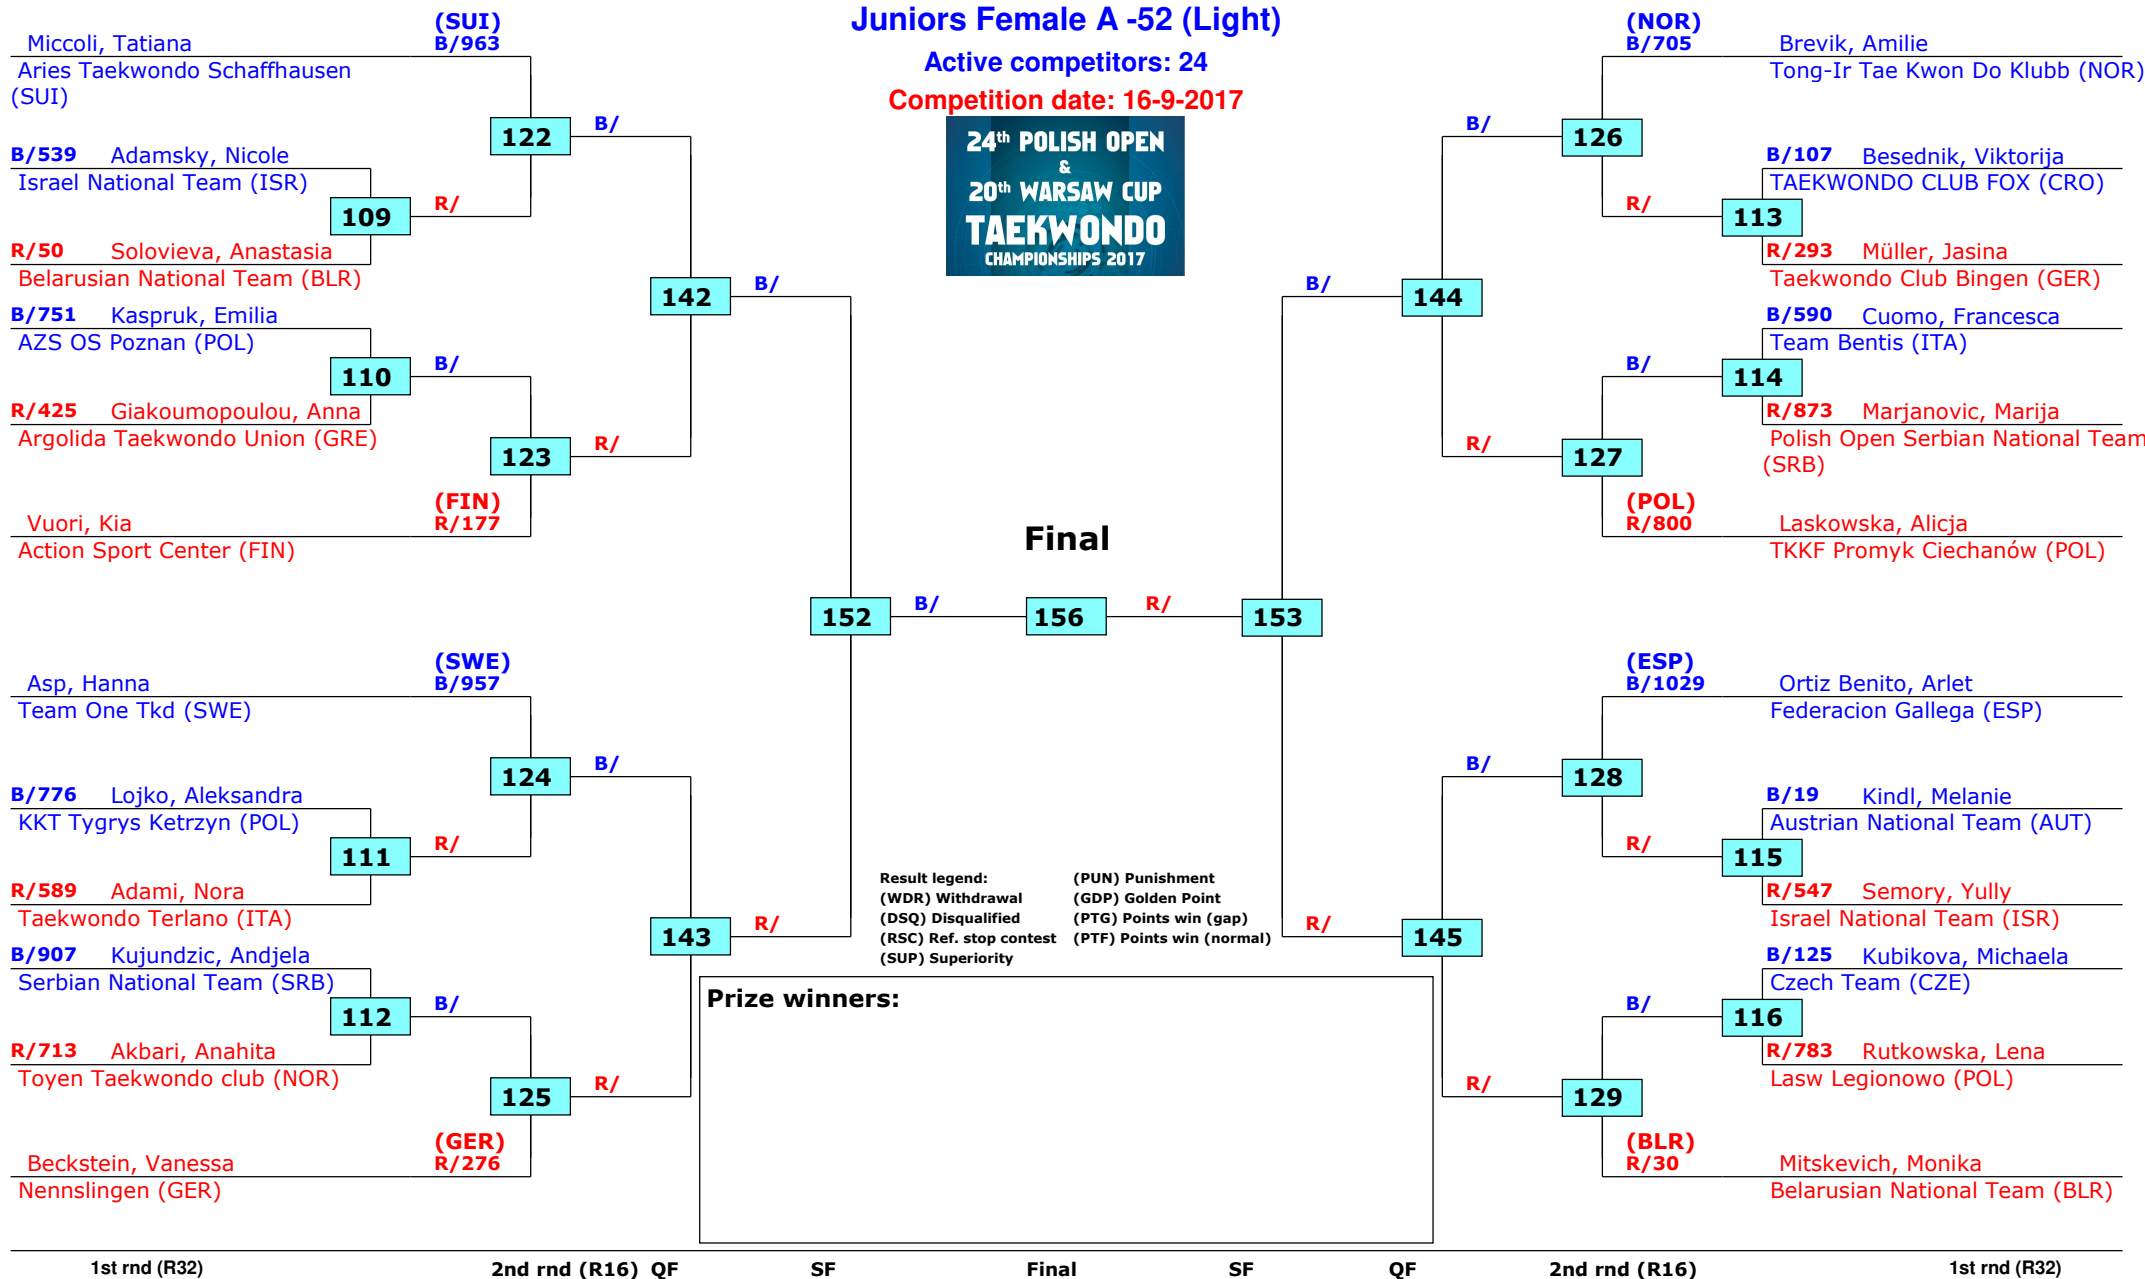 Juniors Female A -52 (Light)
Active competitors: 24
Competition date: 16-9-2017
24th POLISH OPEN
&
20th WARSAW CUP
TAEKWONDO
CHAMPIONSHIPS 2017
(SUI)
Miccoli, Tatiana B/963
Aries Taekwondo Schaffhausen
(SUI)
122
B/
B/539 Adamsky, Nicole
Israel National Team (ISR)
109
R/
R/50 Solovieva, Anastasia
Belarusian National Team (BLR)
142
B/
B/751 Kaspruk, Emilia
AZS OS Poznan (POL)
110
B/
R/425 Giakoumopoulou, Anna
Argolida Taekwondo Union (GRE)
123
R/
(FIN)
Vuori, Kia R/177
Action Sport Center (FIN)
152
B/
(SWE)
Asp, Hanna B/957
Team One Tkd (SWE)
124
B/
B/776 Lojko, Aleksandra
KKT Tygrys Ketrzyn (POL)
111
R/
R/589 Adami, Nora
Taekwondo Terlano (ITA)
143
R/
B/907 Kujundzic, Andjela
Serbian National Team (SRB)
112
B/
R/713 Akbari, Anahita
Toyen Taekwondo club (NOR)
125
R/
(GER)
Beckstein, Vanessa R/276
Nennslingen (GER)
Final
156
(NOR)
B/705 Brevik, Amilie
Tong-Ir Tae Kwon Do Klubb (NOR)
B/
126
B/107 Besednik, Viktorija
TAEKWONDO CLUB FOX (CRO)
R/
113
R/293 Müller, Jasina
Taekwondo Club Bingen (GER)
B/
144
B/590 Cuomo, Francesca
Team Bentis (ITA)
B/
114
R/873 Marjanovic, Marija
Polish Open Serbian National Team
(SRB)
R/
127
(POL)
R/800 Laskowska, Alicja
TKKF Promyk Ciechanów (POL)
R/
153
(ESP)
B/1029 Ortiz Benito, Arlet
Federacion Gallega (ESP)
B/
128
B/19 Kindl, Melanie
Austrian National Team (AUT)
R/
115
R/547 Semory, Yully
Israel National Team (ISR)
R/
145
B/125 Kubikova, Michaela
Czech Team (CZE)
B/
116
R/783 Rutkowska, Lena
Lasw Legionowo (POL)
R/
129
(BLR)
R/30 Mitskevich, Monika
Belarusian National Team (BLR)
Result legend: (PUN) Punishment
(WDR) Withdrawal (GDP) Golden Point
(DSQ) Disqualified (PTG) Points win (gap)
(RSC) Ref. stop contest (PTF) Points win (normal)
(SUP) Superiority
Prize winners:
1st rnd (R32) 2nd rnd (R16) QF SF Final SF QF 2nd rnd (R16) 1st rnd (R32)